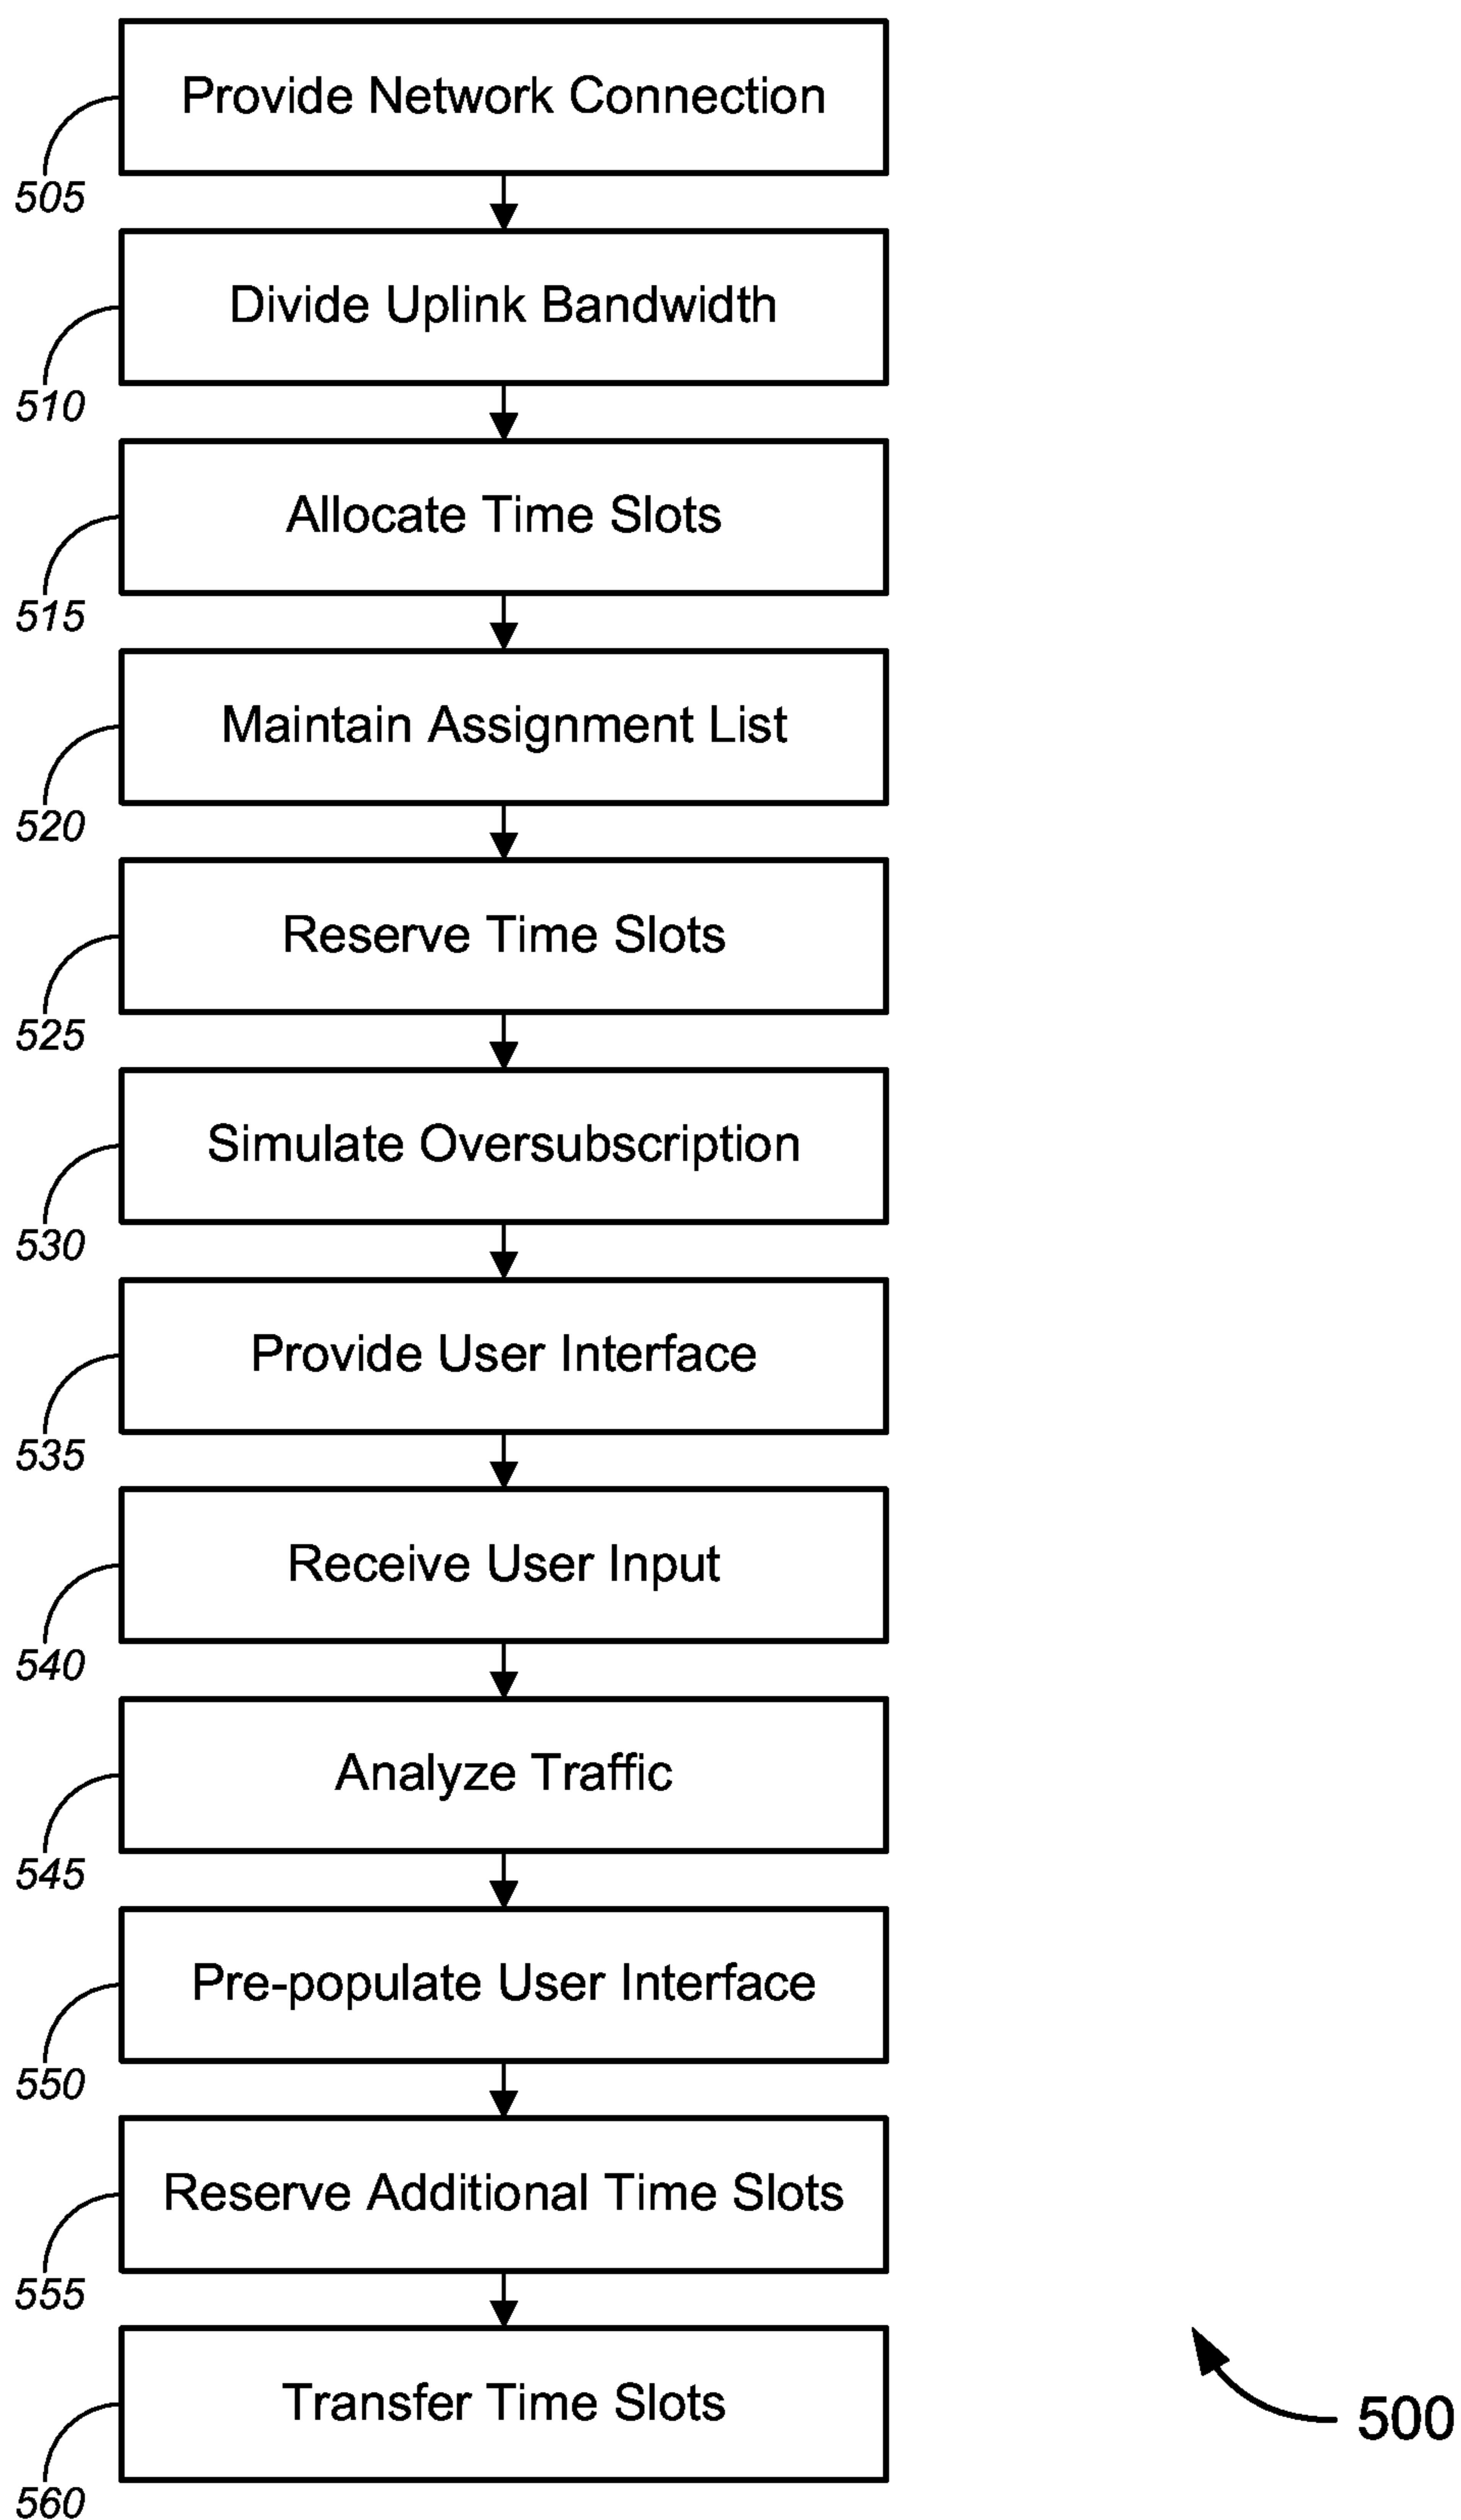 Provide Network Connection
505
Divide Uplink Bandwidth
510
Allocate Time Slots
515
Maintain Assignment List
520
Reserve Time Slots
525
Simulate Oversubscription
530
Provide User Interface
535
Receive User Input
540
Analyze Traffic
545
Pre-populate User Interface
550
Reserve Additional Time Slots
555
Transfer Time Slots
500
560